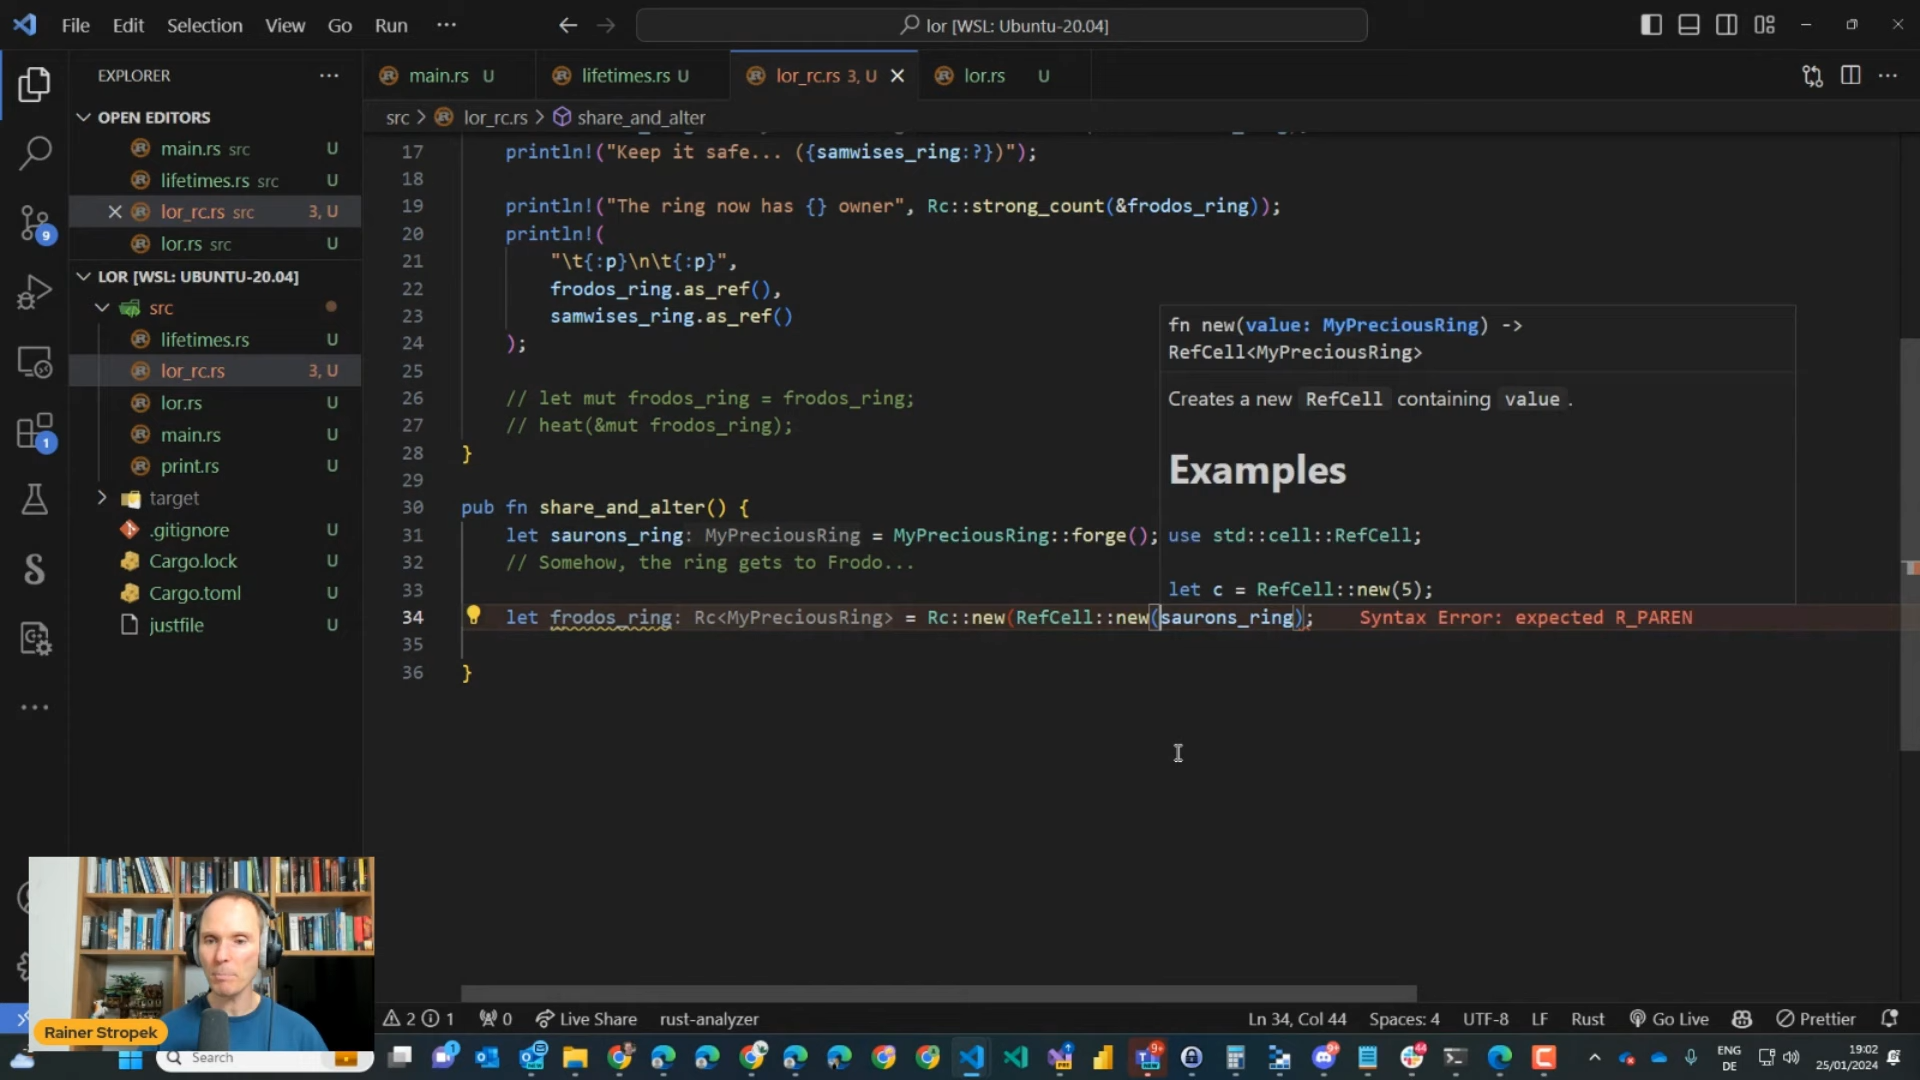 File Edit Selection View Go Run ···
lor [WSL: Ubuntu-20.04]
EXPLORER ···
main.rs U
lifetimes.rs U
lor_rc.rs 3, U
lor.rs U
OPEN EDITORS
main.rs src U
lifetimes.rs src U
lor_rc.rs src 3, U
lor.rs src U
LOR [WSL: UBUNTU-20.04]
src
lifetimes.rs U
lor_rc.rs 3, U
lor.rs U
main.rs U
print.rs U
target
.gitignore U
Cargo.lock U
Cargo.toml U
justfile U
9
1
src > lor_rc.rs > share_and_alter
17 println!("Keep it safe... ({samwises_ring:?})");
18
19 println!("The ring now has {} owner", Rc::strong_count(&frodos_ring));
20 println!(
21 "\t{:p}\n\t{:p}",
22 frodos_ring.as_ref(),
23 samwises_ring.as_ref()
24 );
25
26 // let mut frodos_ring = frodos_ring;
27 // heat(&mut frodos_ring);
28 }
29
30 pub fn share_and_alter() {
31 let saurons_ring: MyPreciousRing = MyPreciousRing::forge();
32 // Somehow, the ring gets to Frodo...
33
34 let frodos_ring: Rc<MyPreciousRing> = Rc::new(RefCell::new(saurons_ring); Syntax Error: expected R_PAREN
35
36 }
fn new(value: MyPreciousRing) ->
RefCell<MyPreciousRing>
Creates a new RefCell containing value.
Examples
use std::cell::RefCell;
let c = RefCell::new(5);
Rainer Stropek
2 1 0 Live Share rust-analyzer Ln 34, Col 44 Spaces: 4 UTF-8 LF Rust Go Live Prettier
Search
ENG
DE
19:02
25/01/2024